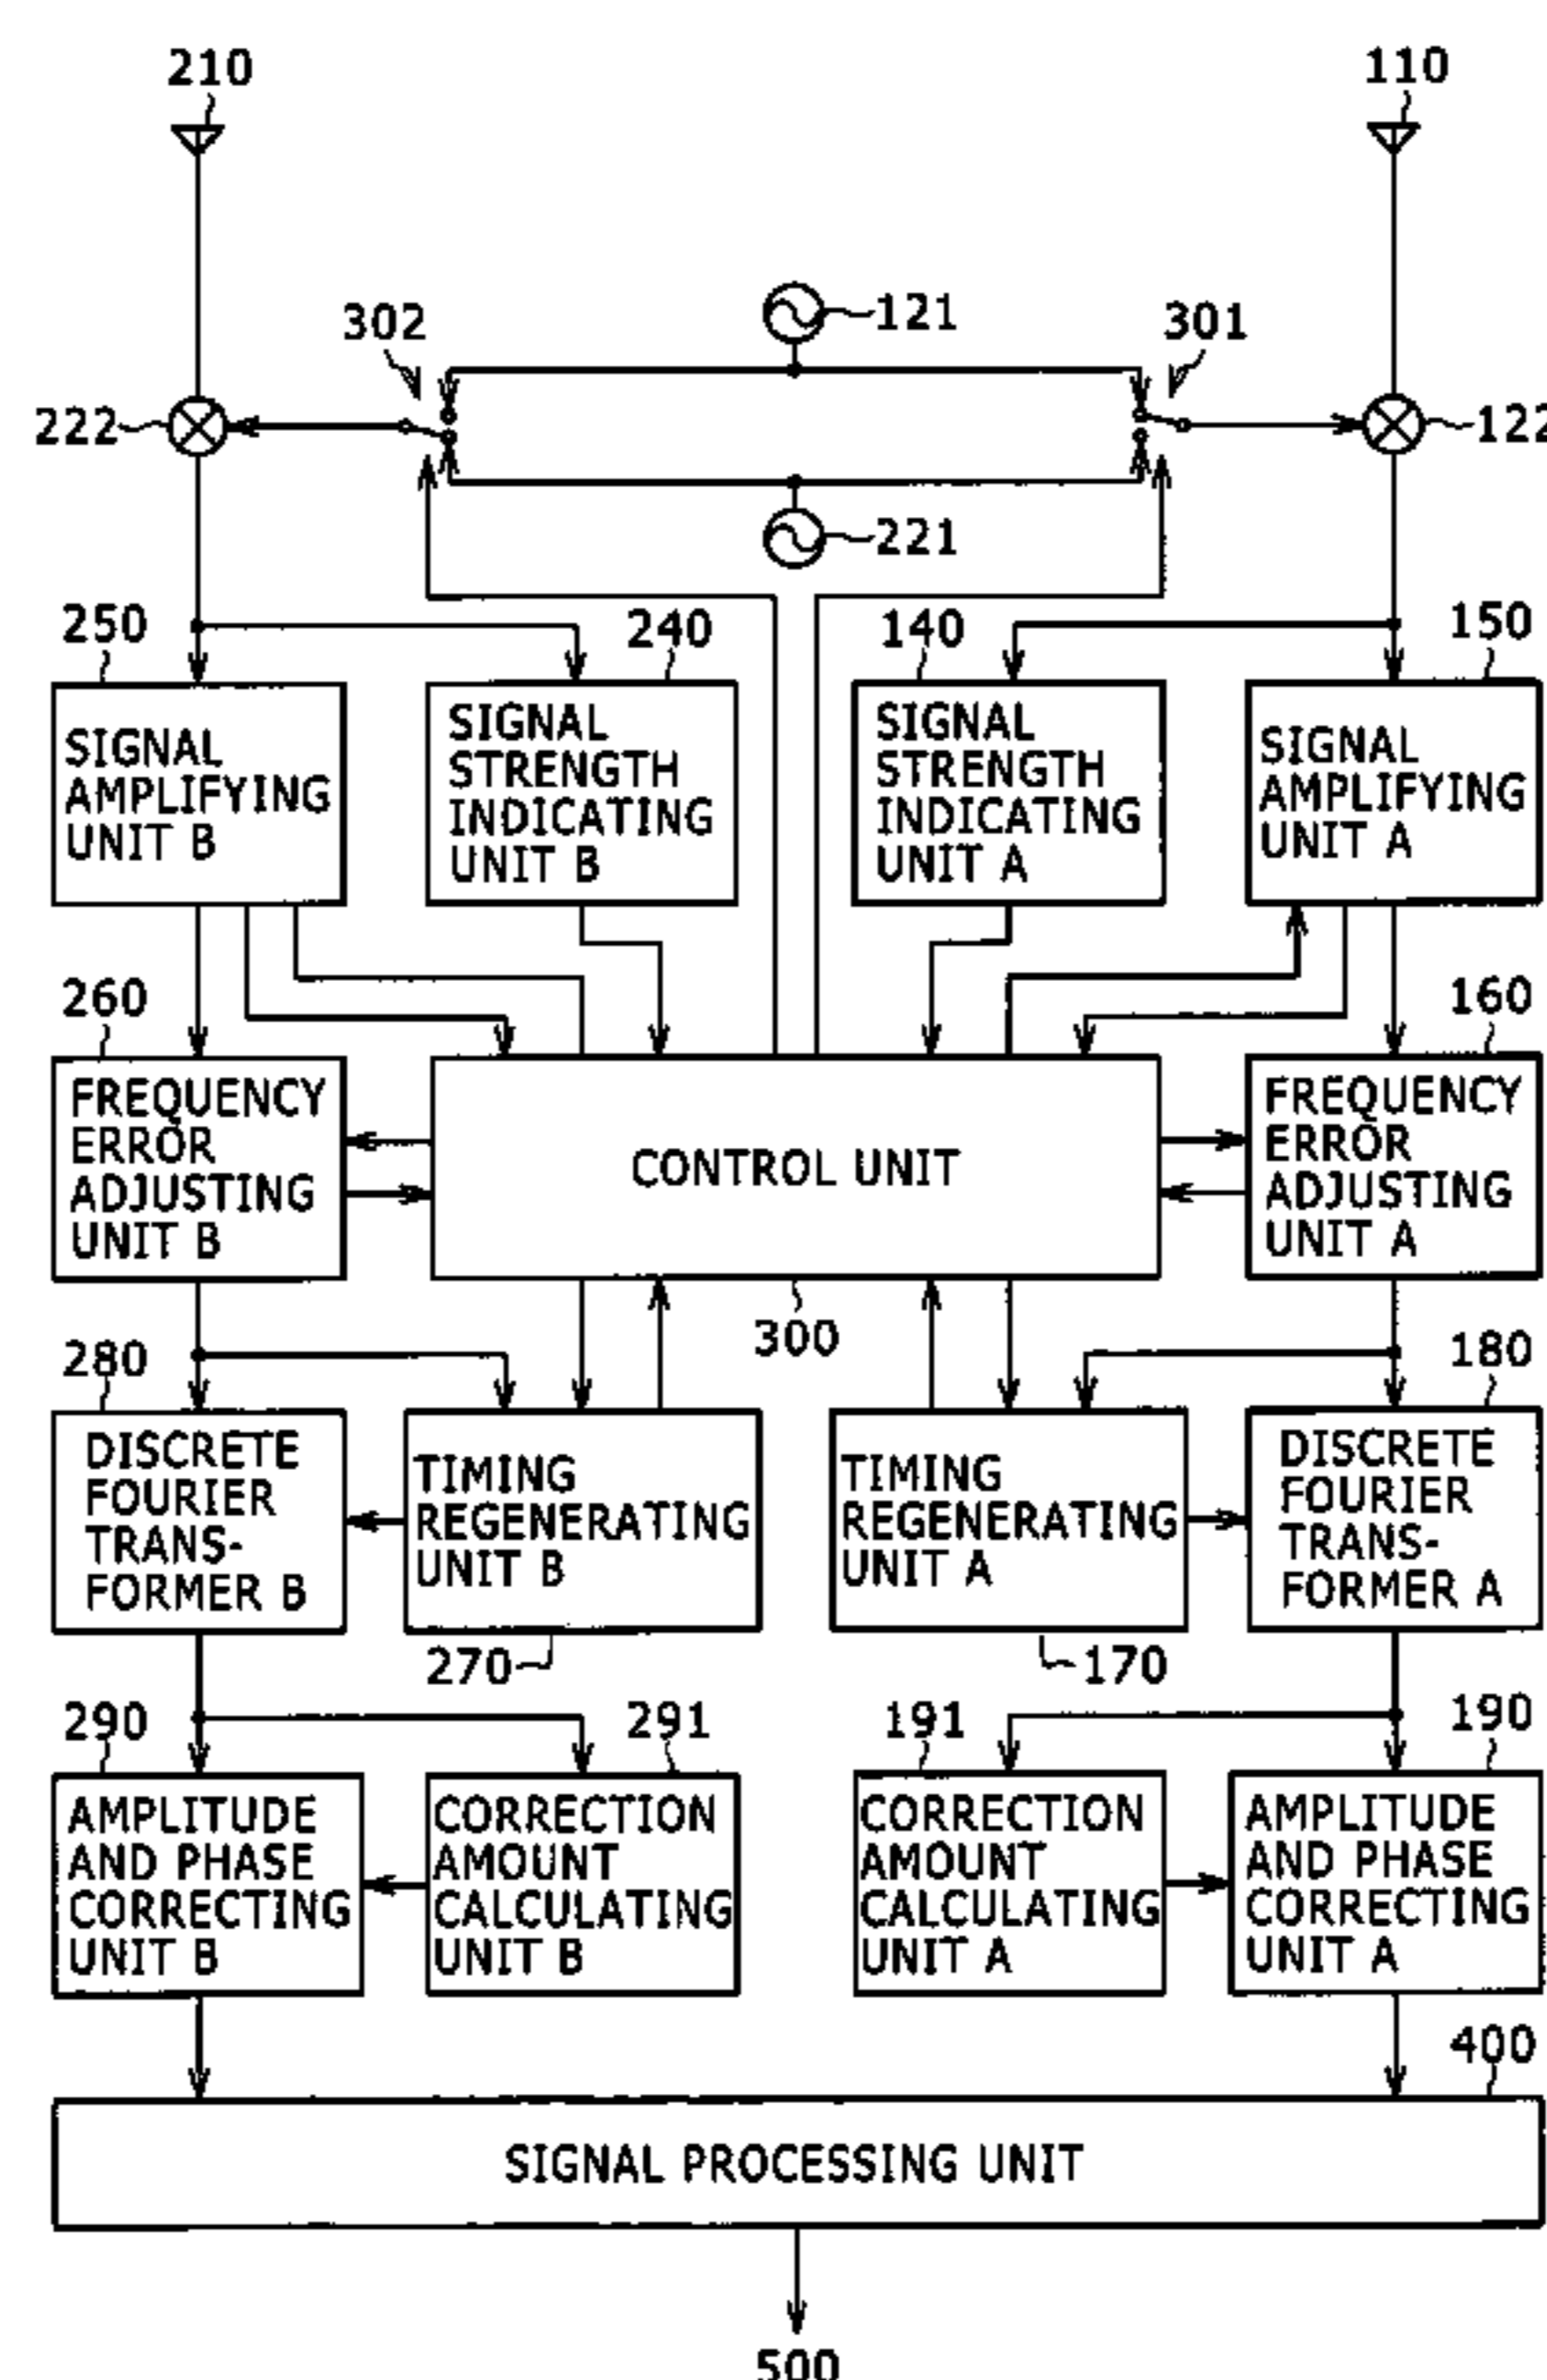 210
110
302
121
301
222
122
221
250
240
140
150
SIGNAL
AMPLIFYING
UNIT B
SIGNAL
STRENGTH
INDICATING
UNIT B
SIGNAL
STRENGTH
INDICATING
UNIT A
SIGNAL
AMPLIFYING
UNIT A
260
160
FREQUENCY
ERROR
ADJUSTING
UNIT B
CONTROL UNIT
FREQUENCY
ERROR
ADJUSTING
UNIT A
300
280
180
DISCRETE
FOURIER
TRANS-
FORMER B
TIMING
REGENERATING
UNIT B
TIMING
REGENERATING
UNIT A
DISCRETE
FOURIER
TRANS-
FORMER A
270
170
290
291
191
190
AMPLITUDE
AND PHASE
CORRECTING
UNIT B
CORRECTION
AMOUNT
CALCULATING
UNIT B
CORRECTION
AMOUNT
CALCULATING
UNIT A
AMPLITUDE
AND PHASE
CORRECTING
UNIT A
400
SIGNAL PROCESSING UNIT
500